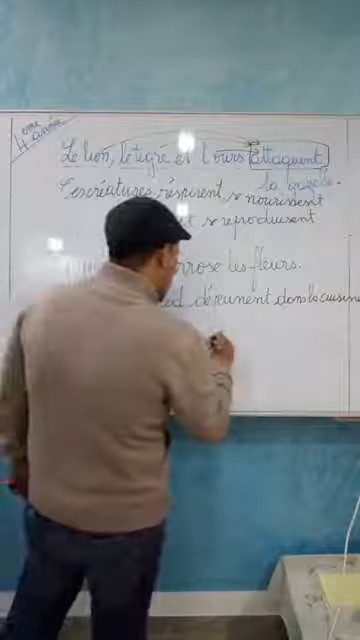 4ème année
Le lion, le tigre et l'ours attaquent
la gazelle.
Les créatures respirent, se nourrissent
et se reproduisent
arrose les fleurs.
déjeunent dans la cuisine